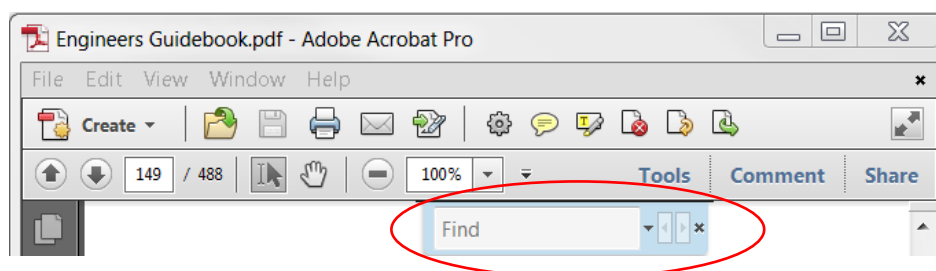 Engineers Guidebook.pdf - Adobe Acrobat Pro
File Edit View Window Help
Create
149 / 488 100% Tools Comment Share
Find